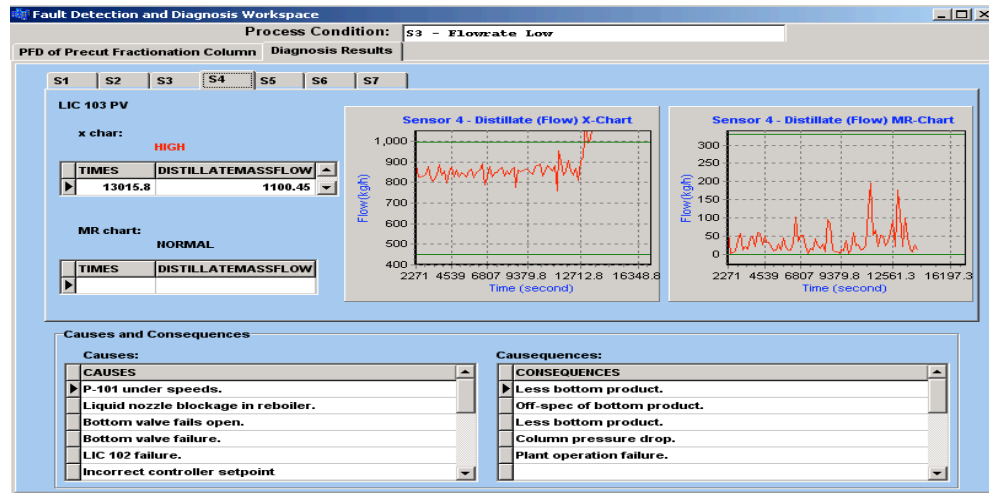 Fault Detection and Diagnosis Workspace
Process Condition: S3 - Flowrate Low
PFD of Precut Fractionation Column Diagnosis Results
S1 S2 S3 S4 S5 S6 S7
LIC 103 PV
x char:
HIGH
TIMES DISTILLATEMASSFLOW
13015.8 1100.45
MR chart:
NORMAL
TIMES DISTILLATEMASSFLOW
Sensor 4 - Distillate (Flow) X-Chart
Flow(kg/h)
1,000
900
800
700
600
500
400
2271 4539 6807 9379.8 12712.8 16348.8
Time (second)
Sensor 4 - Distillate (Flow) MR-Chart
Flow(kg/h)
300
250
200
150
100
50
0
2271 4539 6807 9379.8 12561.3 16197.3
Time (second)
Causes and Consequences
Causes:
CAUSES
P-101 under speeds.
Liquid nozzle blockage in reboiler.
Bottom valve fails open.
Bottom valve failure.
LIC 102 failure.
Incorrect controller setpoint
Causequences:
CONSEQUENCES
Less bottom product.
Off-spec of bottom product.
Less bottom product.
Column pressure drop.
Plant operation failure.